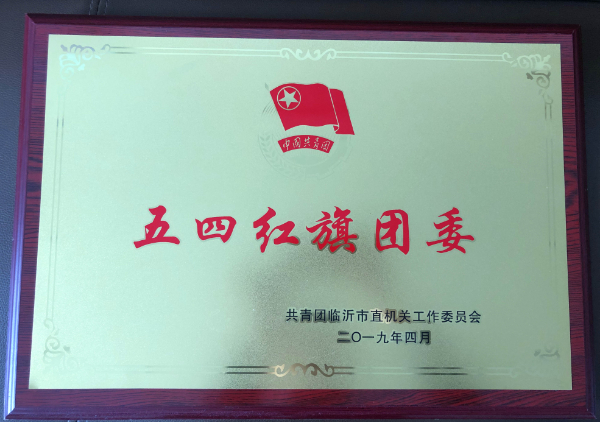 中国共青团
五四红旗团委
共青团临沂市直机关工作委员会
二〇一九年四月